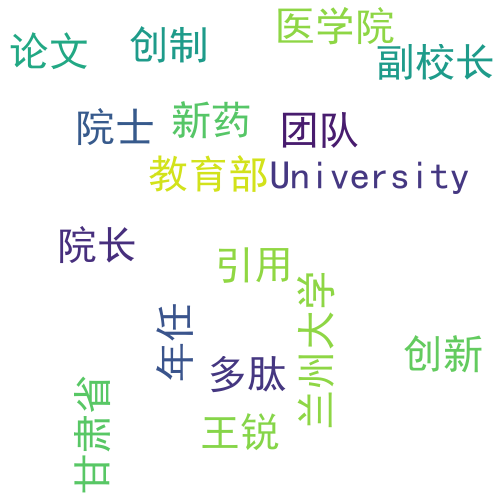 医学院
论文
创制
副校长
院士
新药
团队
教育部
University
院长
引用
兰州大学
年任
创新
多肽
甘肃省
王锐